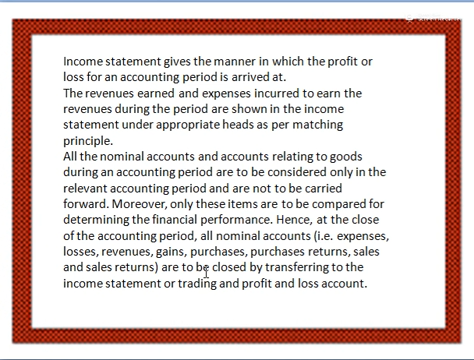 Income statement gives the manner in which the profit or
loss for an accounting period is arrived at.
The revenues earned and expenses incurred to earn the
revenues during the period are shown in the income
statement under appropriate heads as per matching
principle.
All the nominal accounts and accounts relating to goods
during an accounting period are to be considered only in the
relevant accounting period and are not to be carried
forward. Moreover, only these items are to be compared for
determining the financial performance. Hence, at the close
of the accounting period, all nominal accounts (i.e. expenses,
losses, revenues, gains, purchases, purchases returns, sales
and sales returns) are to be closed by transferring to the
income statement or trading and profit and loss account.